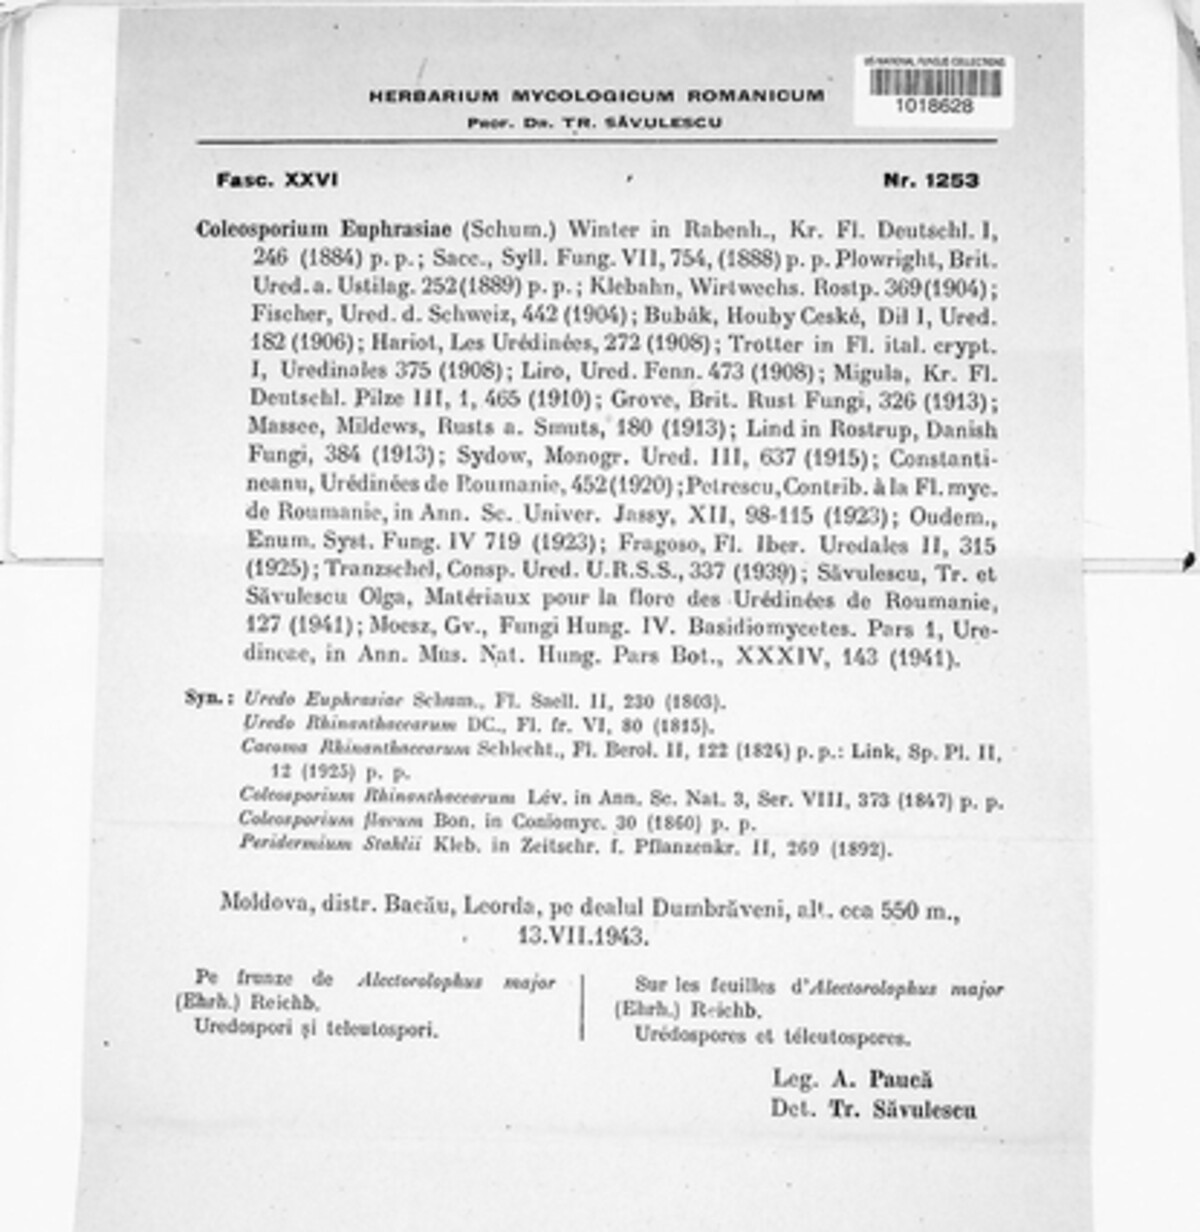 US NATIONAL FUNGUS COLLECTIONS
1018628
HERBARIUM MYCOLOGICUM ROMANICUM
PROF. DR. TR. SĂVULESCU
Fasc. XXVI
Nr. 1253
Coleosporium Euphrasiae (Schum.) Winter in Rabenh., Kr. Fl. Deutschl. I,
246 (1884) p. p.; Sacc., Syll. Fung. VII, 754, (1888) p. p. Plowright, Brit.
Ured. a. Ustilag. 252 (1889) p. p.; Klebahn, Wirtwechs. Rostp. 369 (1904);
Fischer, Ured. d. Schweiz, 442 (1904); Bubák, Houby Ceské, Dil I, Ured.
182 (1906); Hariot, Les Urédinées, 272 (1908); Trotter in Fl. ital. crypt.
I, Uredinales 375 (1908); Liro, Ured. Fenn. 473 (1908); Migula, Kr. Fl.
Deutschl. Pilze III, 1, 465 (1910); Grove, Brit. Rust Fungi, 326 (1913);
Massee, Mildews, Rusts a. Smuts, 180 (1913); Lind in Rostrup, Danish
Fungi, 384 (1913); Sydow, Monogr. Ured. III, 637 (1915); Constanti-
neanu, Urédinées de Roumanie, 452 (1920); Petrescu, Contrib. à la Fl. myc.
de Roumanie, in Ann. Sc. Univer. Jassy, XII, 98-115 (1923); Oudem.,
Enum. Syst. Fung. IV 719 (1923); Fragoso, Fl. Iber. Uredales II, 315
(1925); Tranzschel, Consp. Ured. U.R.S.S., 337 (1939); Săvulescu, Tr. et
Săvulescu Olga, Matériaux pour la flore des Urédinées de Roumanie,
127 (1941); Moesz, Gv., Fungi Hung. IV. Basidiomycetes. Pars 1, Ure-
dineae, in Ann. Mus. Nat. Hung. Pars Bot., XXXIV, 143 (1941).
Syn.: Uredo Euphrasiae Schum., Fl. Saell. II, 230 (1803).
Uredo Rhinanthacearum DC., Fl. fr. VI, 80 (1815).
Caeoma Rhinanthacearum Schlecht., Fl. Berol. II, 122 (1824) p. p.: Link, Sp. Pl. II,
12 (1925) p. p.
Coleosporium Rhinanthacearum Lév. in Ann. Sc. Nat. 3, Ser. VIII, 373 (1847) p. p.
Coleosporium flavum Bon. in Coniomyc. 30 (1860) p. p.
Peridermium Stahlii Kleb. in Zeitschr. f. Pflanzenkr. II, 269 (1892).
Moldova, distr. Bacău, Leorda, pe dealul Dumbrăveni, alt. cca 550 m.,
13.VII.1943.
Pe frunze de Alectorolophus major
(Ehrh.) Reichb.
Uredospori și teleutospori.
Sur les feuilles d'Alectorolophus major
(Ehrh.) Reichb.
Urédospores et téleutospores.
Leg. A. Paucă
Det. Tr. Săvulescu